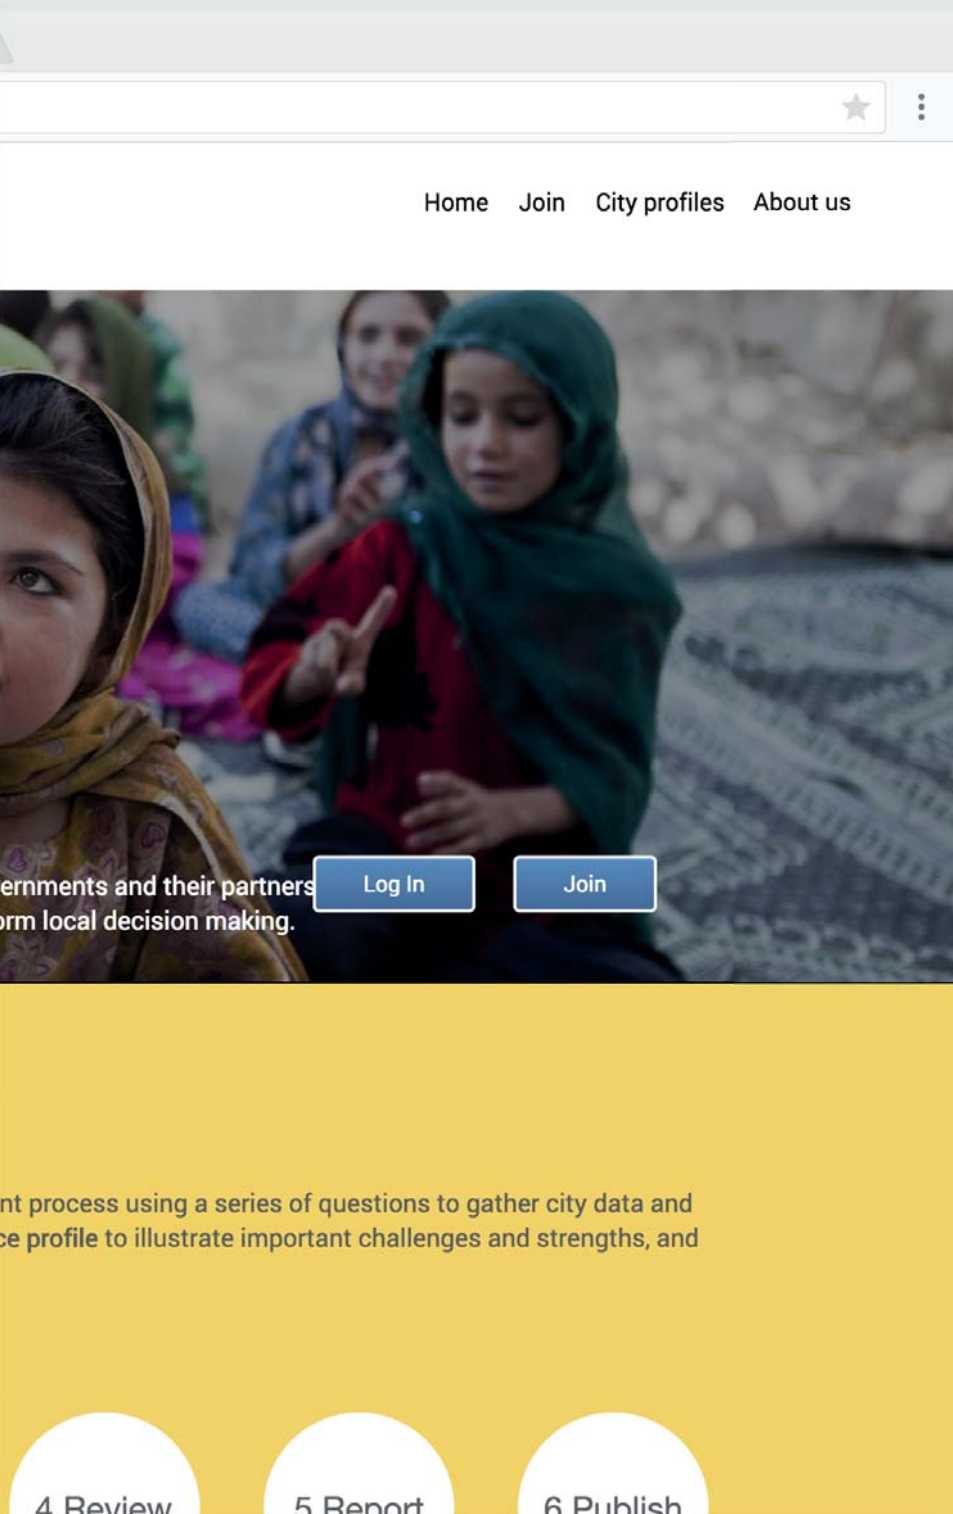 Home Join City profiles About us
ernments and their partners
orm local decision making.
Log In Join
nt process using a series of questions to gather city data and
ce profile to illustrate important challenges and strengths, and
4 Review 5 Report 6 Publish